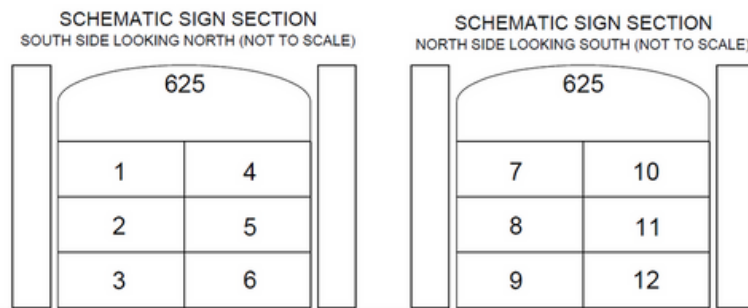 SCHEMATIC SIGN SECTION
SOUTH SIDE LOOKING NORTH (NOT TO SCALE)
625
1 4
2 5
3 6
SCHEMATIC SIGN SECTION
NORTH SIDE LOOKING SOUTH (NOT TO SCALE)
625
7 10
8 11
9 12